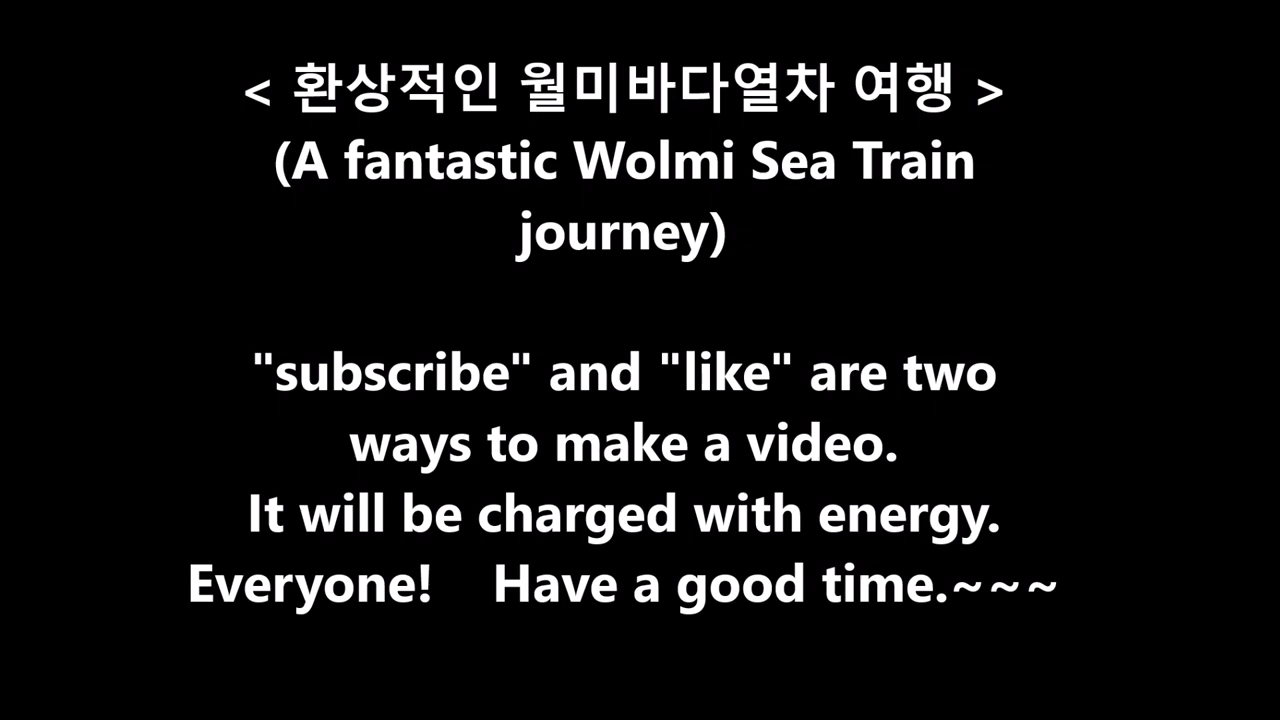 < 환상적인 월미바다열차 여행 >
(A fantastic Wolmi Sea Train
journey)
"subscribe" and "like" are two
ways to make a video.
It will be charged with energy.
Everyone!    Have a good time.~~~